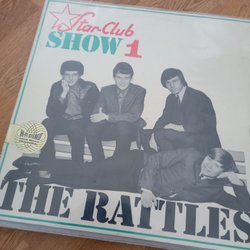 Star-Club
SHOW 1
THE RATTLES